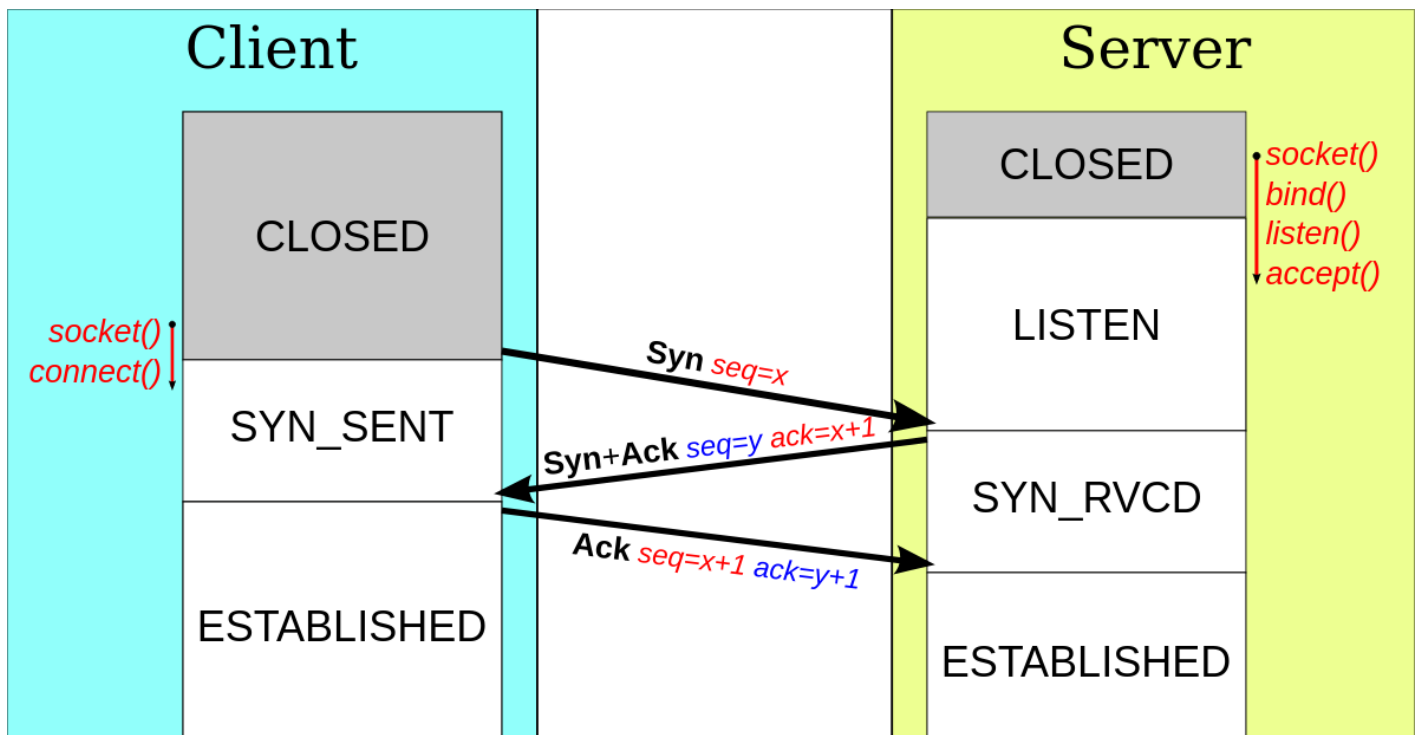 Client
CLOSED
socket()
connect()
SYN_SENT
ESTABLISHED
Syn seq=x
Syn+Ack seq=y ack=x+1
Ack seq=x+1 ack=y+1
Server
CLOSED
socket()
bind()
listen()
accept()
LISTEN
SYN_RVCD
ESTABLISHED